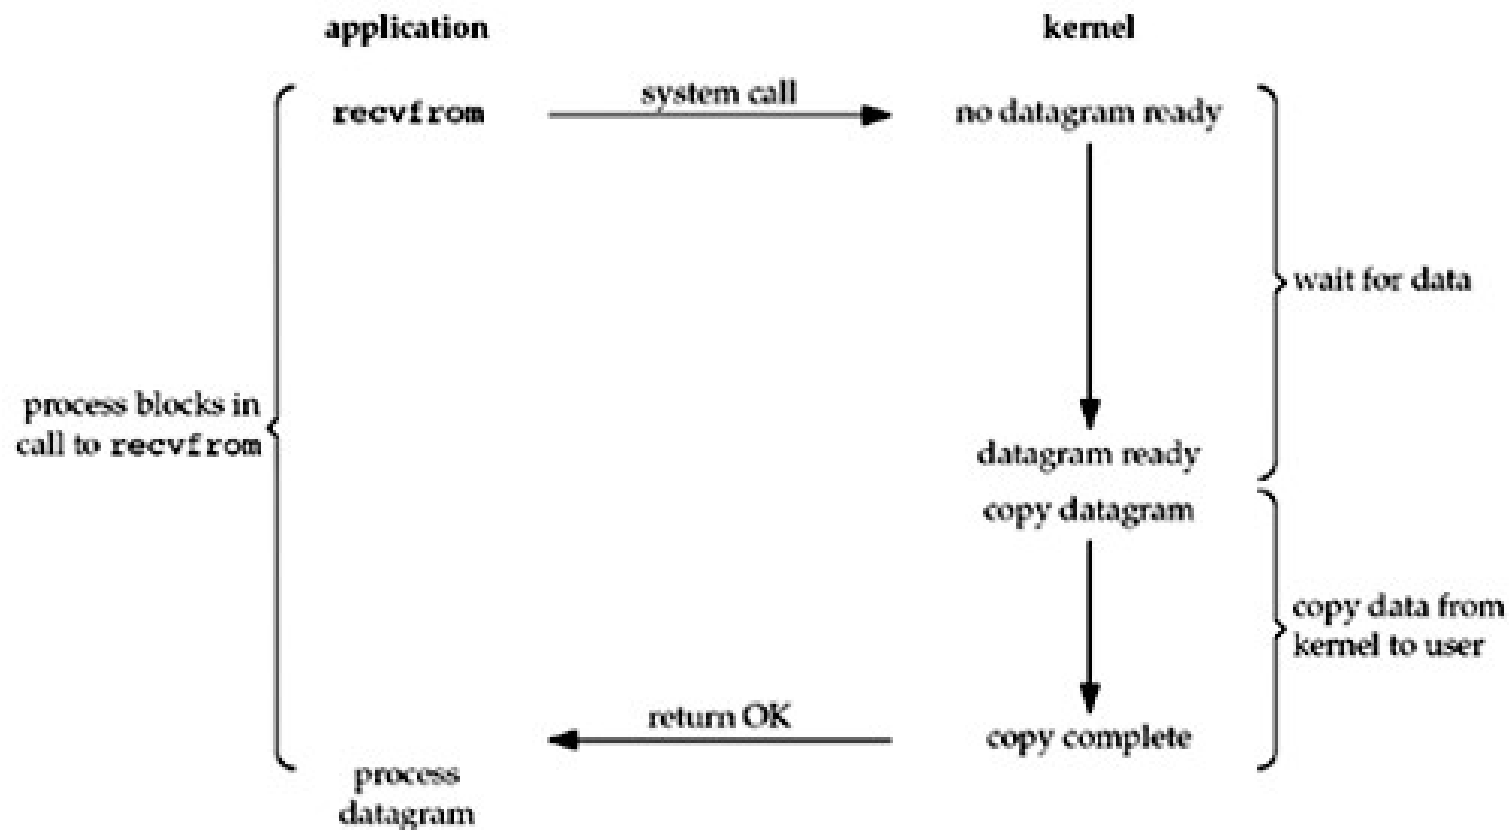 application
kernel
recvfrom
system call
no datagram ready
wait for data
process blocks in
call to recvfrom
datagram ready
copy datagram
copy data from
kernel to user
return OK
copy complete
process
datagram